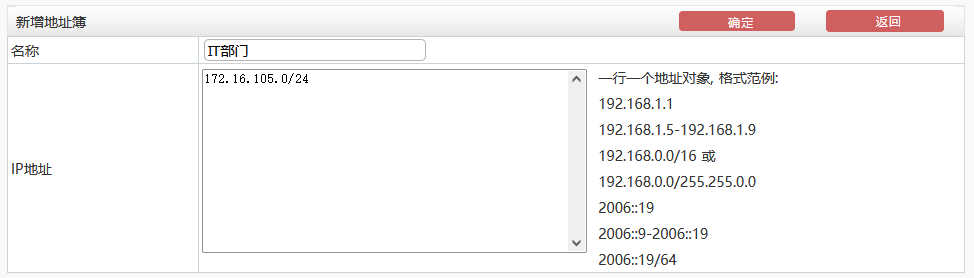 新增地址簿 确定 返回
名称 IT部门
IP地址
172.16.105.0/24
一行一个地址对象, 格式范例:
192.168.1.1
192.168.1.5-192.168.1.9
192.168.0.0/16 或
192.168.0.0/255.255.0.0
2006::19
2006::9-2006::19
2006::19/64